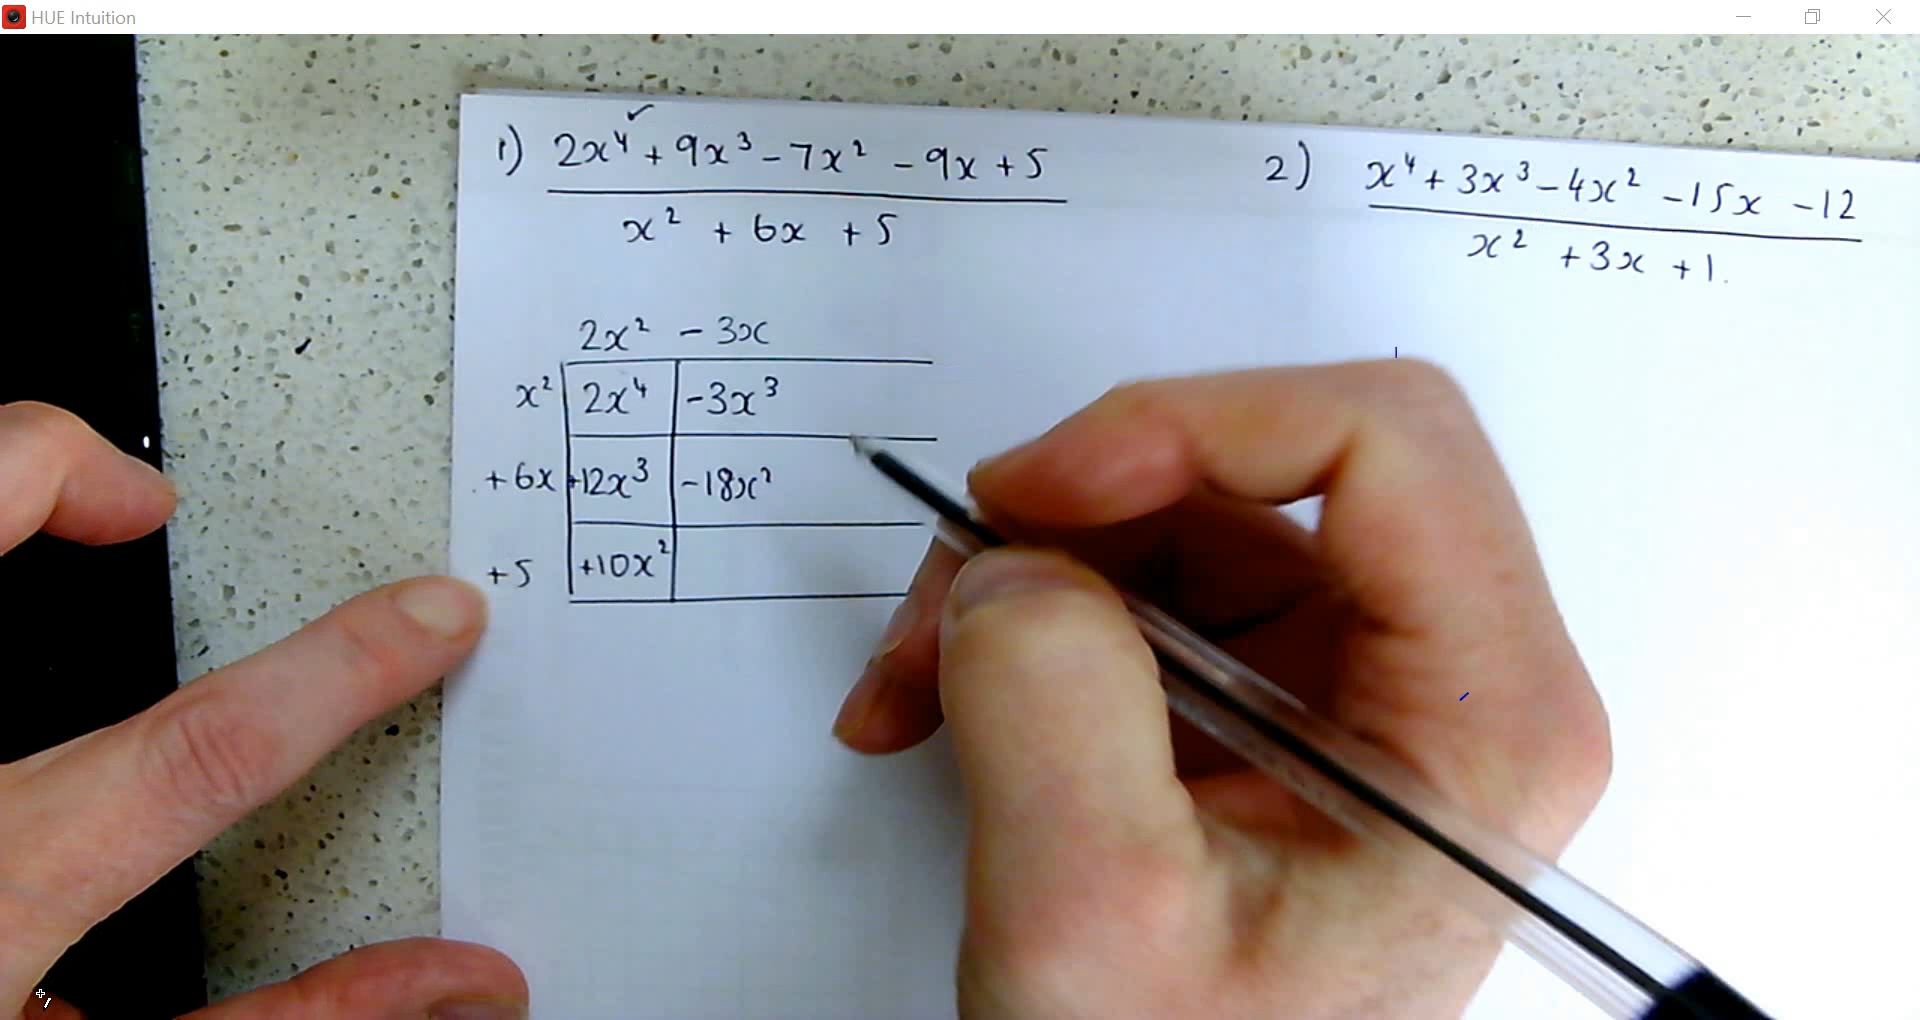 HUE Intuition
1) 2x⁴ + 9x³ - 7x² - 9x + 5
x² + 6x + 5
2) x⁴ + 3x³ - 4x² - 15x - 12
x² + 3x + 1.
2x² - 3x
x² 2x⁴ -3x³
+6x +12x³ -18x²
+5 +10x²